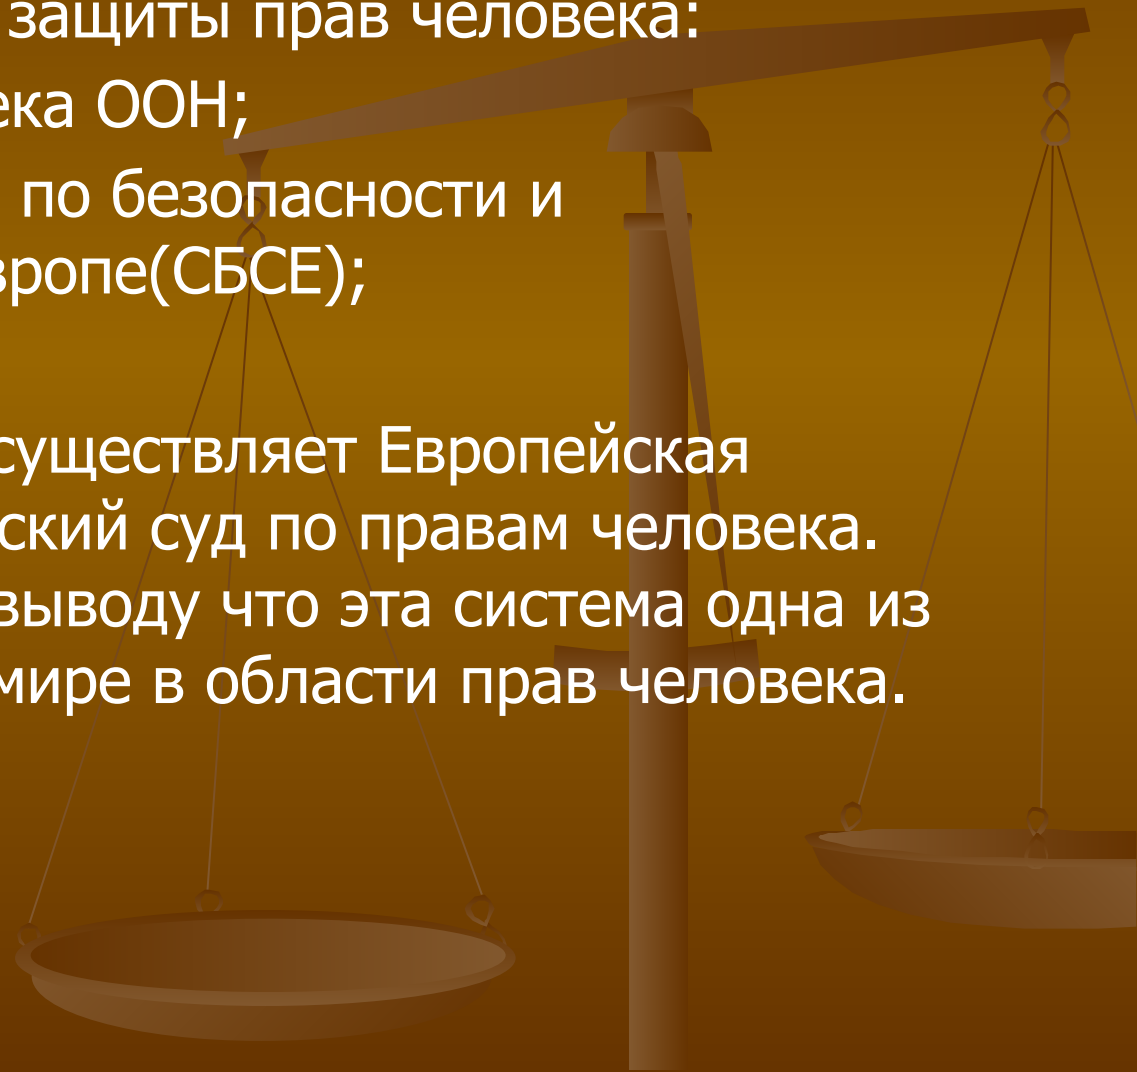 защиты прав человека:
ека ООН;
по безопасности и
вропе(СБСЕ);
существляет Европейская
ский суд по правам человека.
выводу что эта система одна из
мире в области прав человека.